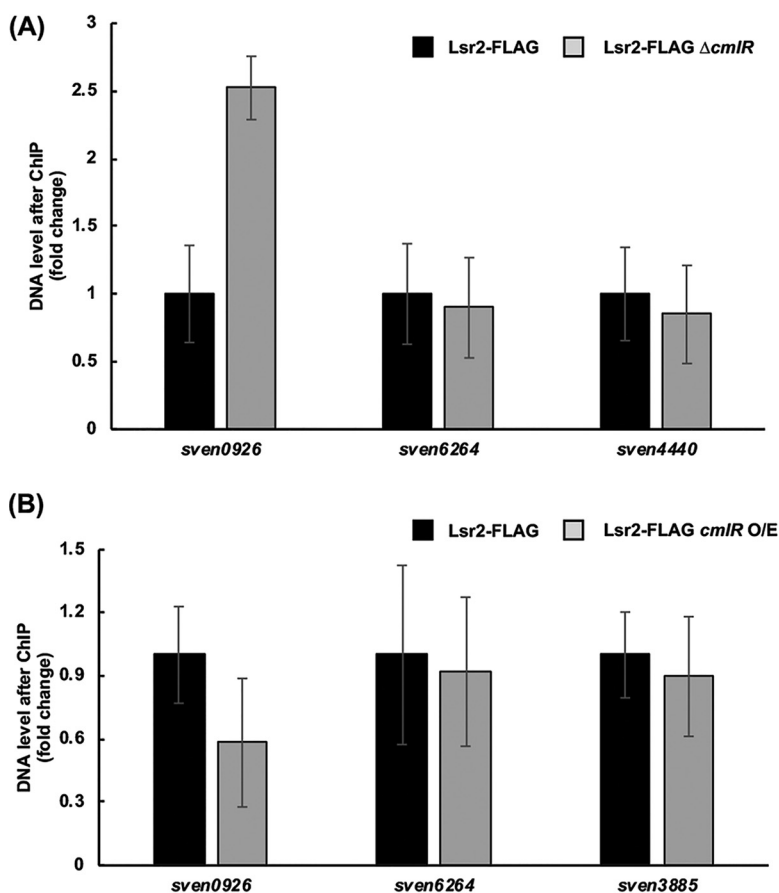 (A)
Lsr2-FLAG
Lsr2-FLAG ΔcmlR
DNA level after ChIP
(fold change)
3
2.5
2
1.5
1
0.5
0
sven0926
sven6264
sven4440
(B)
Lsr2-FLAG
Lsr2-FLAG cmlR O/E
DNA level after ChIP
(fold change)
1.5
1.2
0.9
0.6
0.3
0
sven0926
sven6264
sven3885